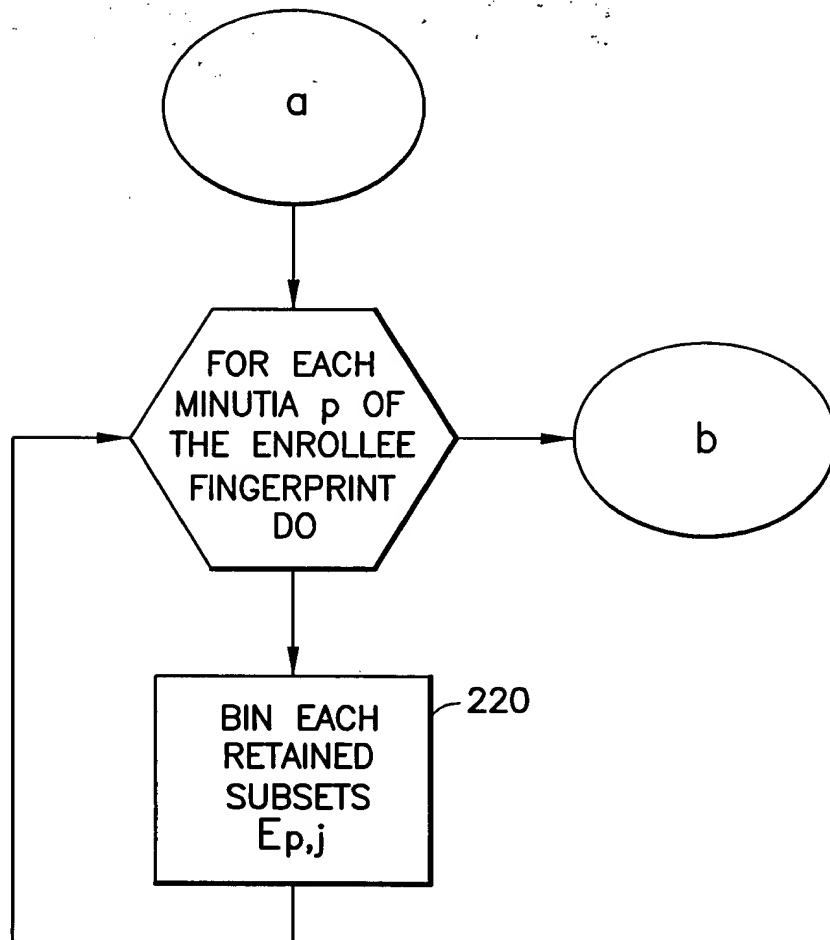 a
FOR EACH
MINUTIA p OF
THE ENROLLEE
FINGERPRINT
DO
b
BIN EACH
RETAINED
SUBSETS
Ep,j
220